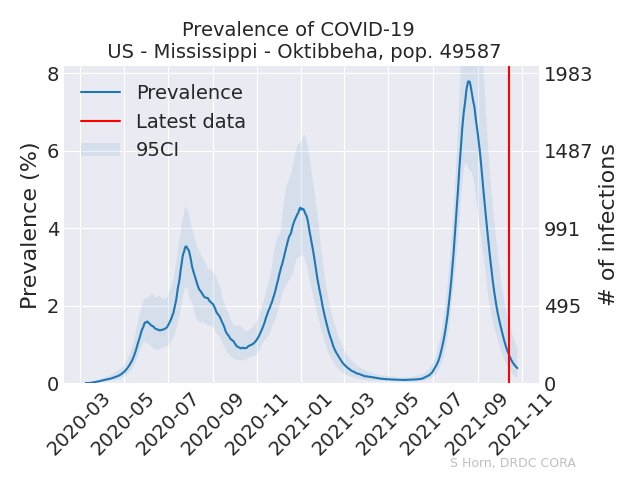 Prevalence of COVID-19
US - Mississippi - Oktibbeha, pop. 49587
Prevalence
Latest data
95CI
Prevalence (%)
8
6
4
2
0
1983
1487
991
495
0
# of infections
2020-03
2020-05
2020-07
2020-09
2020-11
2021-01
2021-03
2021-05
2021-07
2021-09
2021-11
S Horn, DRDC CORA